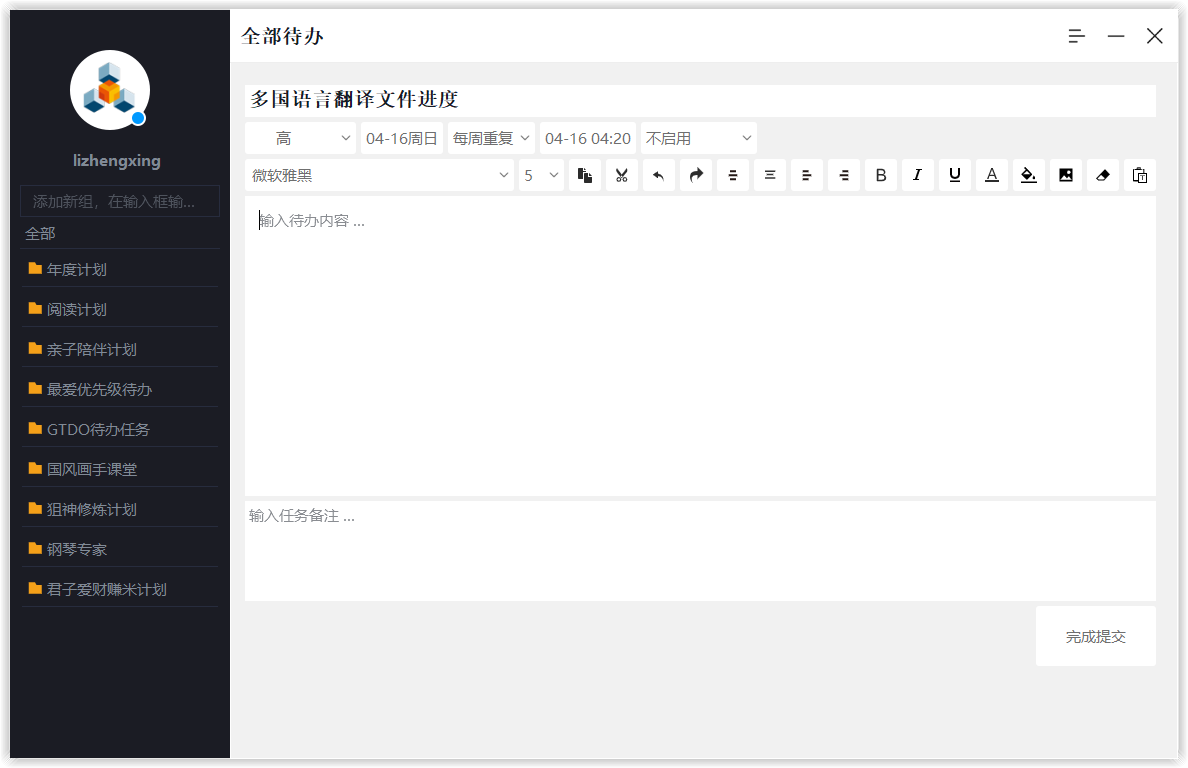 全部待办
lizhengxing
添加新组，在输入框输...
全部
年度计划
阅读计划
亲子陪伴计划
最爱优先级待办
GTDO待办任务
国风画手课堂
狙神修炼计划
钢琴专家
君子爱财赚米计划
多国语言翻译文件进度
高 04-16周日 每周重复 04-16 04:20 不启用
微软雅黑 5 B I U A
输入待办内容 ...
输入任务备注 ...
完成提交